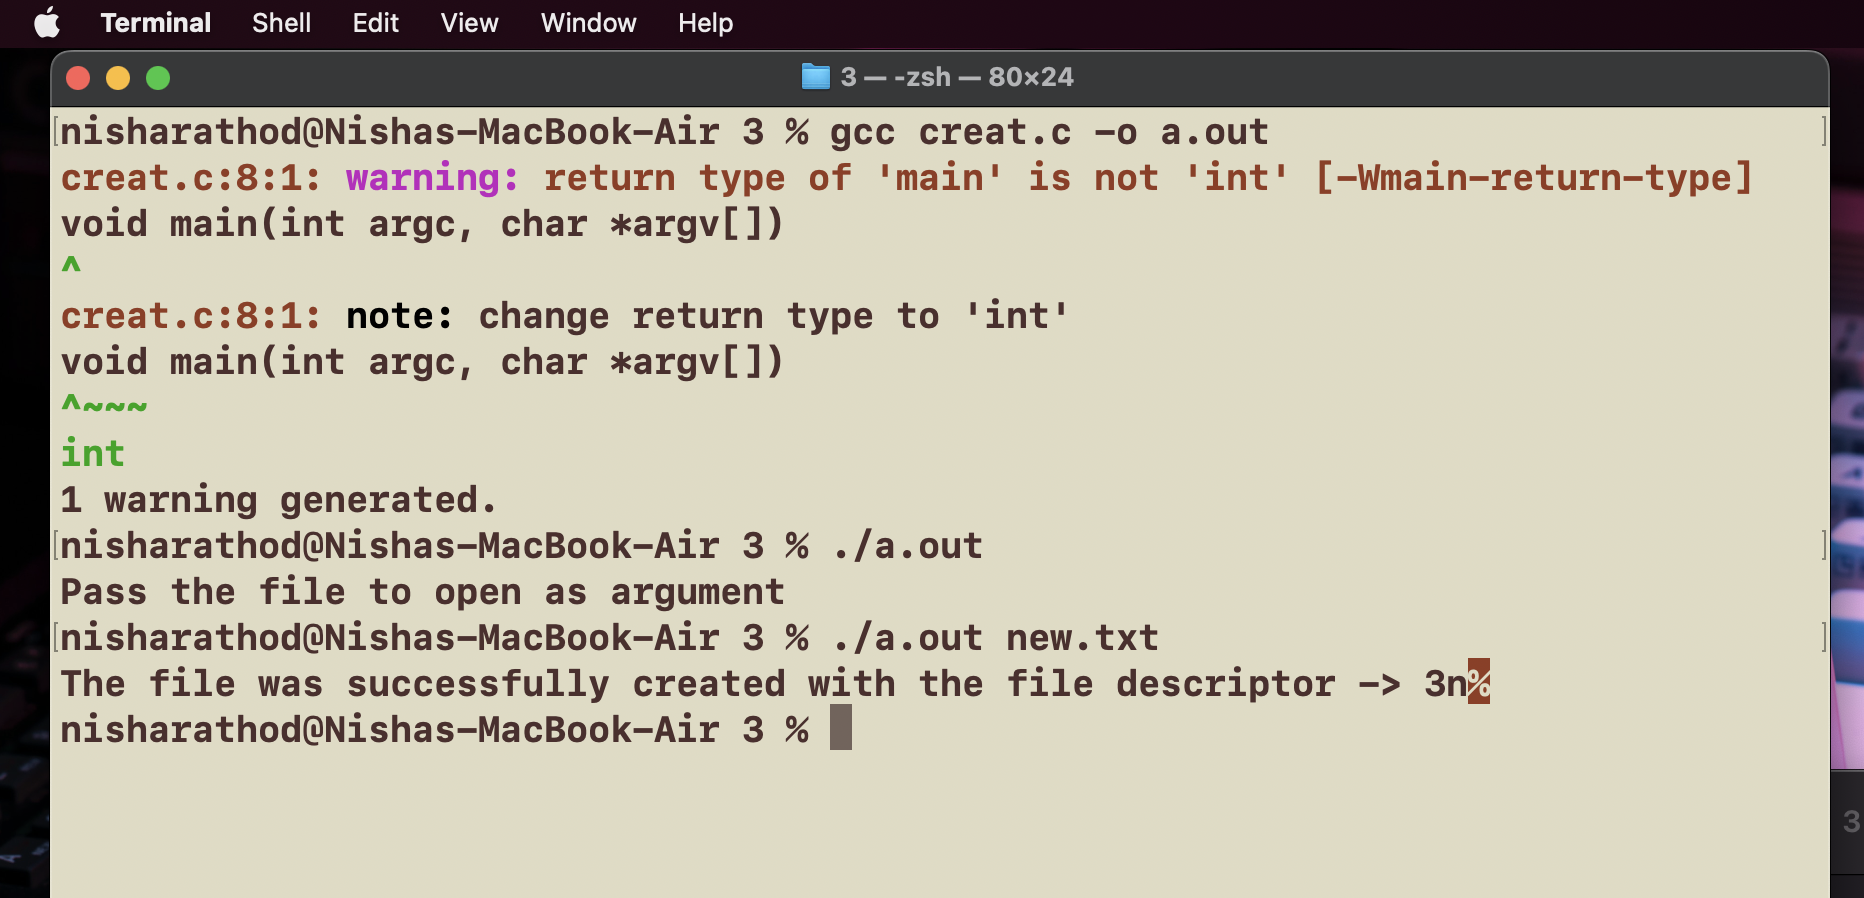 Terminal Shell Edit View Window Help
3 — -zsh — 80×24
nisharathod@Nishas-MacBook-Air 3 % gcc creat.c -o a.out
creat.c:8:1: warning: return type of 'main' is not 'int' [-Wmain-return-type]
void main(int argc, char *argv[])
^
creat.c:8:1: note: change return type to 'int'
void main(int argc, char *argv[])
^~~~
int
1 warning generated.
nisharathod@Nishas-MacBook-Air 3 % ./a.out
Pass the file to open as argument
nisharathod@Nishas-MacBook-Air 3 % ./a.out new.txt
The file was successfully created with the file descriptor -> 3n%
nisharathod@Nishas-MacBook-Air 3 %
3